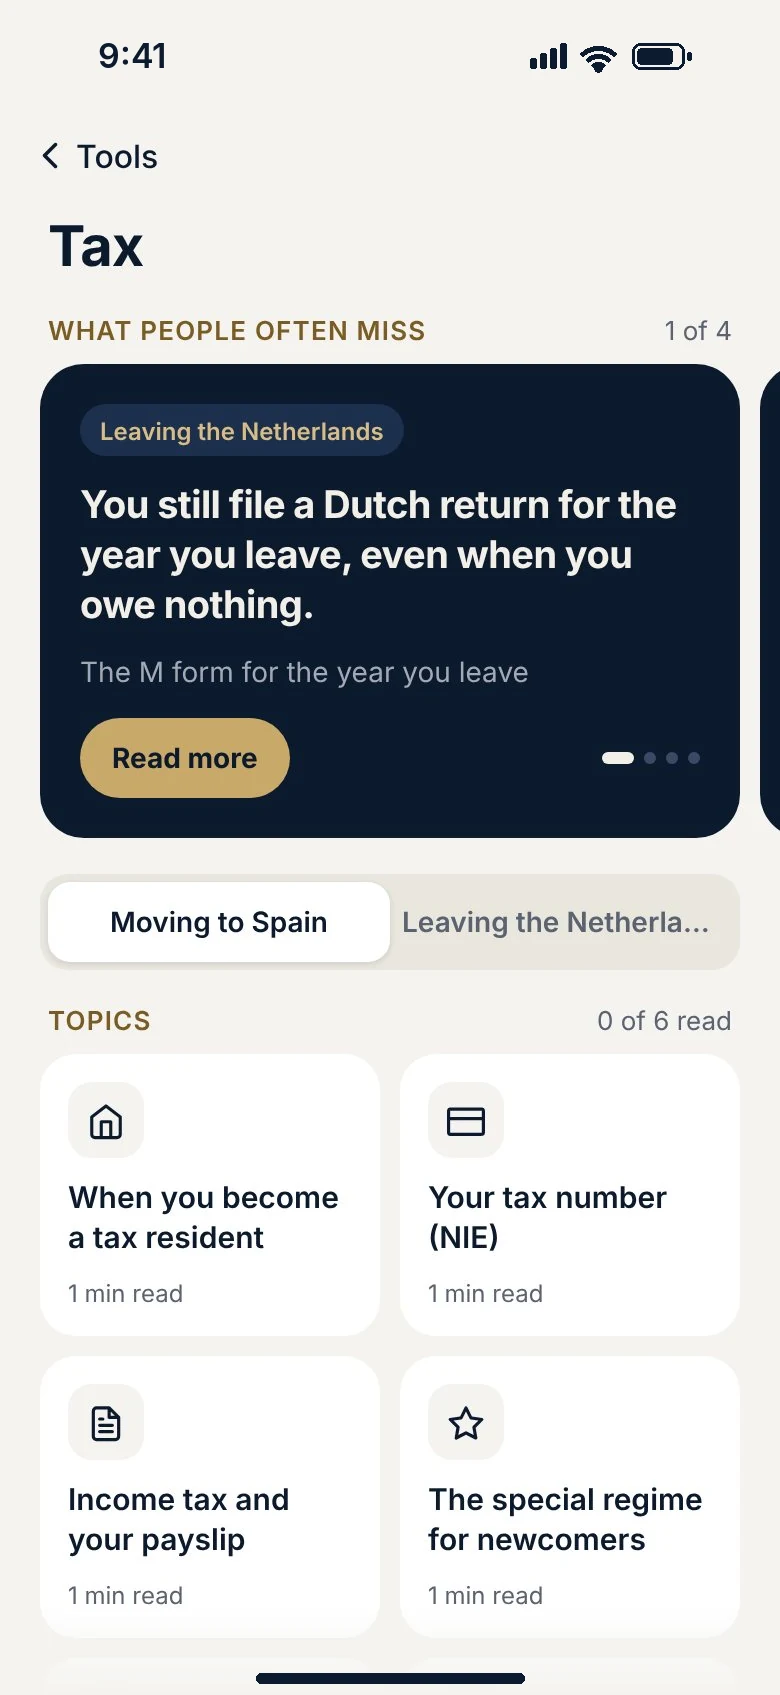 9:41
Tools
Tax
WHAT PEOPLE OFTEN MISS
1 of 4
Leaving the Netherlands
You still file a Dutch return for the
year you leave, even when you
owe nothing.
The M form for the year you leave
Read more
Moving to Spain
Leaving the Netherla...
TOPICS
0 of 6 read
When you become
a tax resident
1 min read
Your tax number
(NIE)
1 min read
Income tax and
your payslip
1 min read
The special regime
for newcomers
1 min read